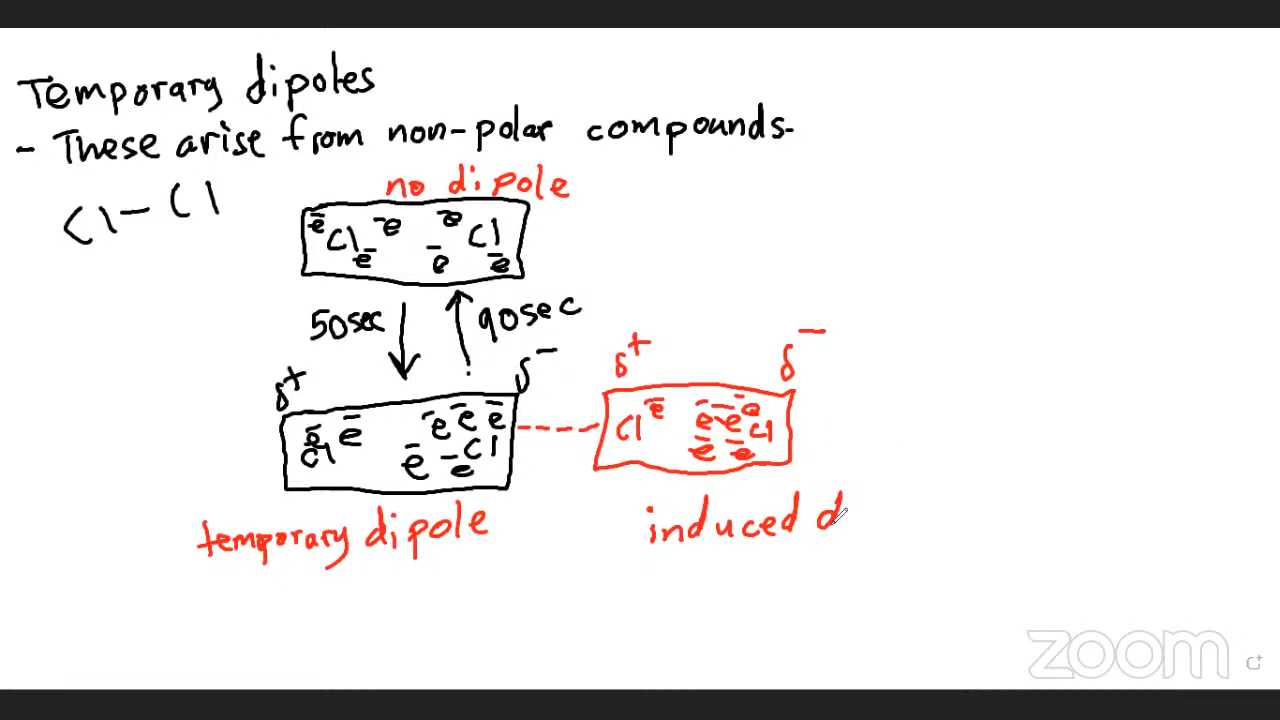 Temporary dipoles
- These arise from non-polar compounds-
Cl-Cl
no dipole
e⁻ Cl e⁻ e⁻ e⁻ Cl
e⁻ e⁻
50sec
90sec
δ+ δ-
δ+ δ-
e⁻ e⁻ e⁻ e⁻ e⁻
Cl e⁻ e⁻ Cl
Cl e⁻ e⁻ e⁻ e
e⁻ e⁻ Cl
temporary dipole
induced d
zoom